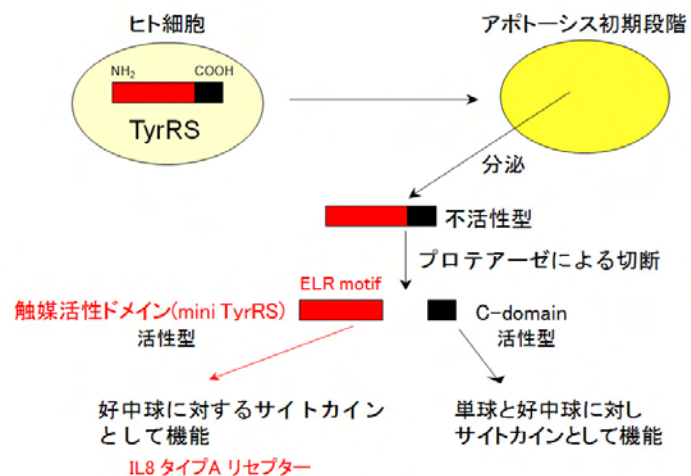 ヒト細胞
アポトーシス初期段階
NH2 COOH
TyrRS
分泌
不活性型
プロテアーゼによる切断
ELR motif
触媒活性ドメイン(mini TyrRS)
活性型
C-domain
活性型
好中球に対するサイトカイン
として機能
IL8 タイプA リセプター
単球と好中球に対し
サイトカインとして機能